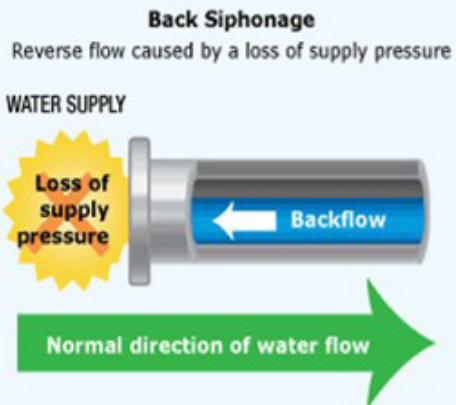 Back Siphonage
Reverse flow caused by a loss of supply pressure
WATER SUPPLY
Loss of
supply
pressure
Backflow
Normal direction of water flow